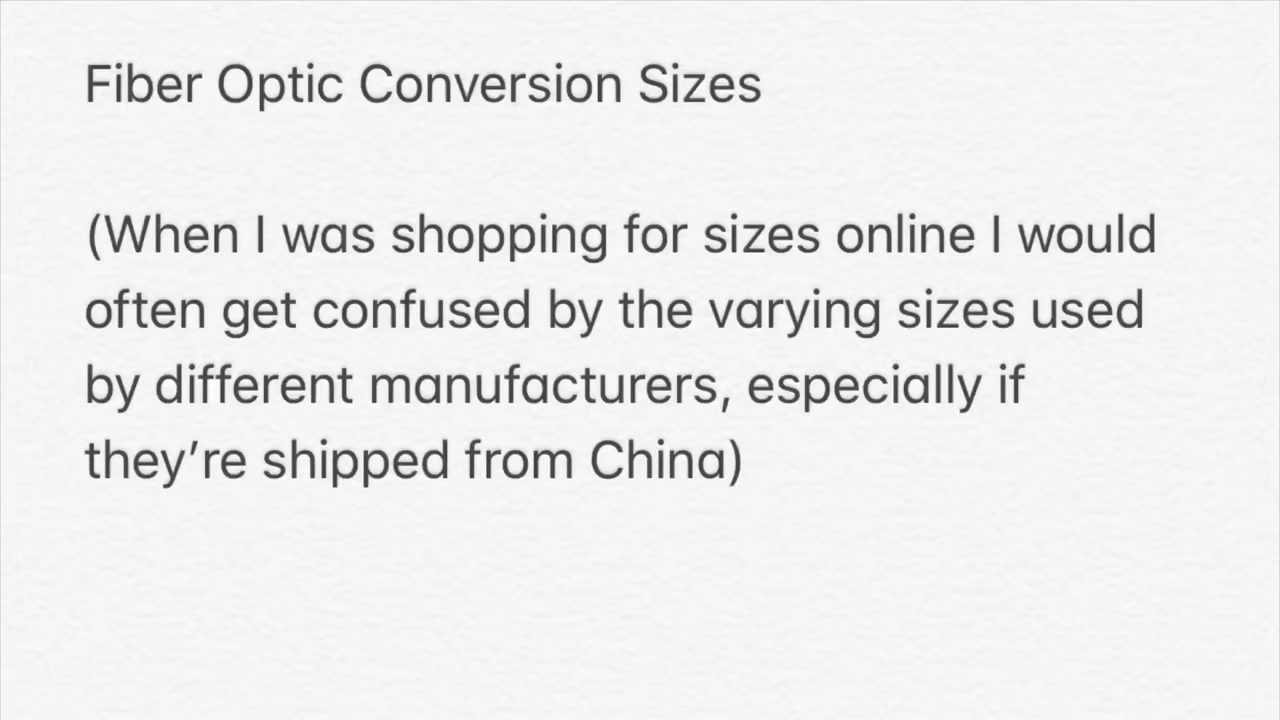 Fiber Optic Conversion Sizes
(When I was shopping for sizes online I would
often get confused by the varying sizes used
by different manufacturers, especially if
they’re shipped from China)